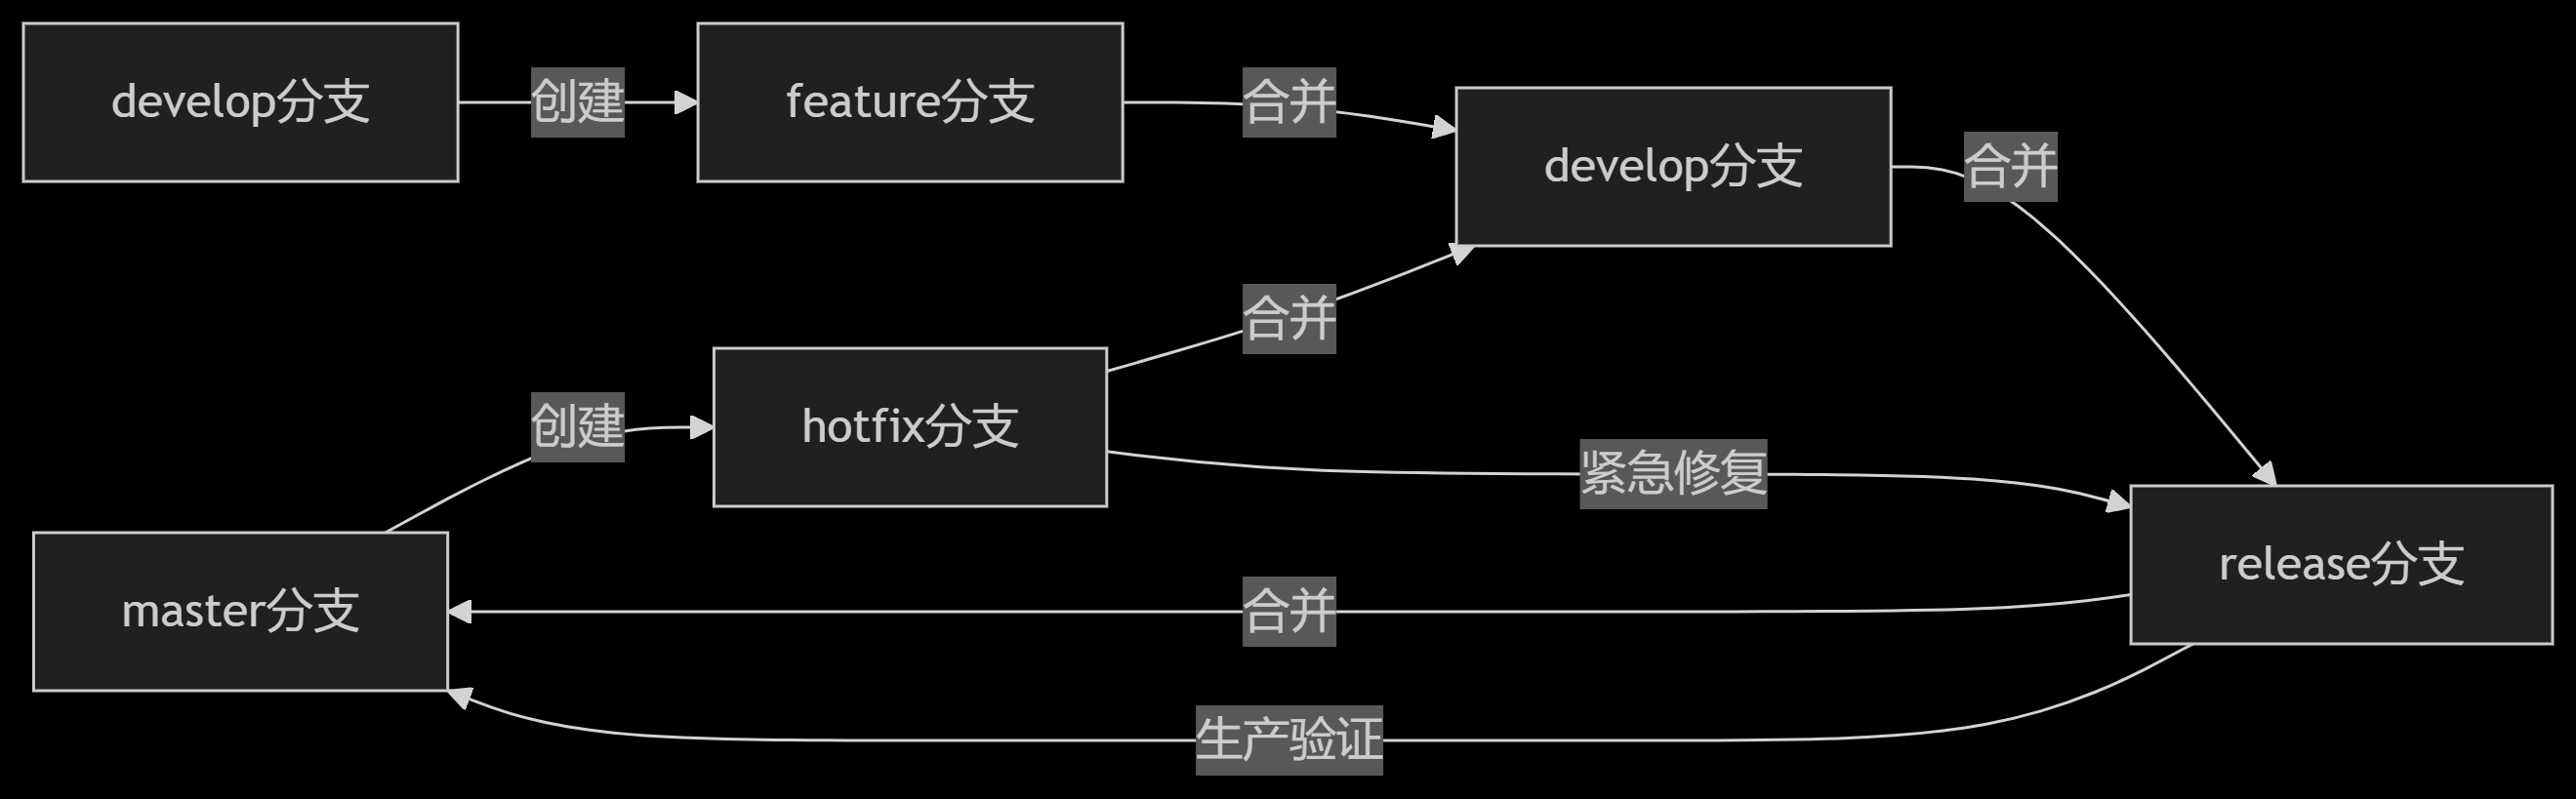 develop分支
创建
feature分支
合并
develop分支
合并
合并
创建
hotfix分支
紧急修复
release分支
master分支
合并
生产验证